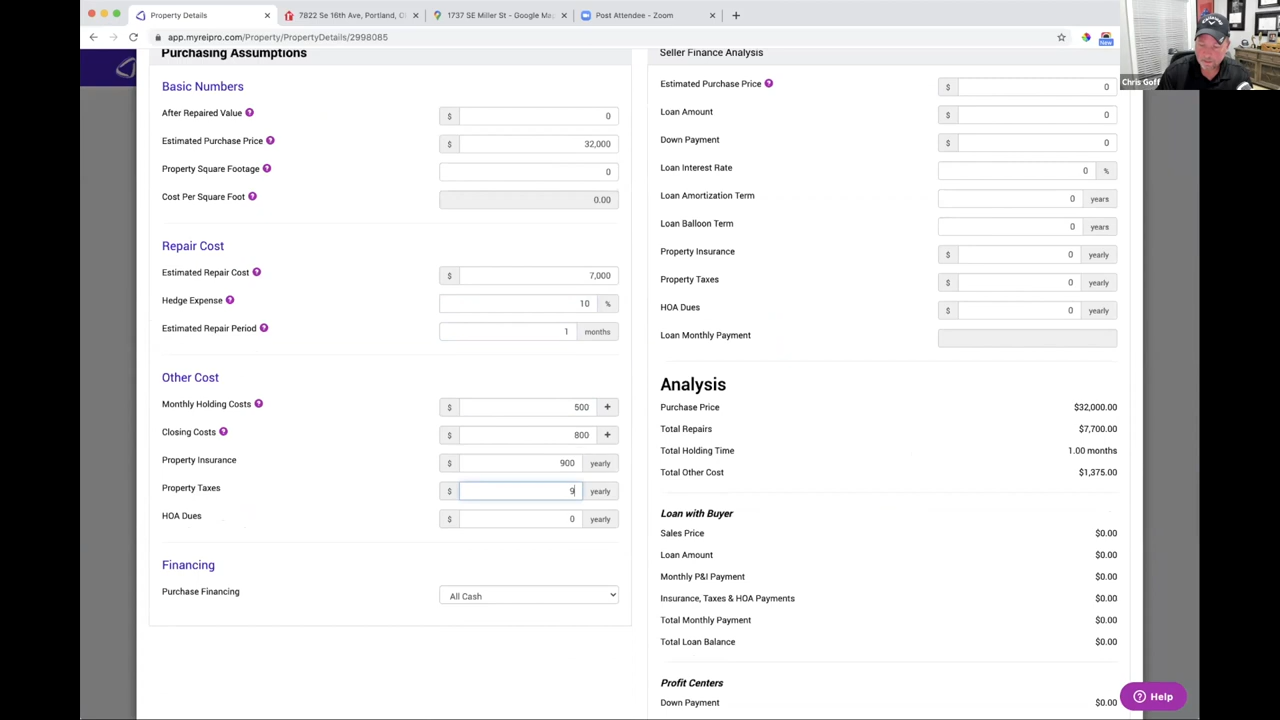 Property Details
7822 Se 16th Ave, Portland, O
1737 SE Miller St - Google Ma
Post Attendee - Zoom
app.myreipro.com/Property/PropertyDetails/2998085
New
Chris Goff
Purchasing Assumptions
Basic Numbers
After Repaired Value ? $ 0
Estimated Purchase Price ? $ 32,000
Property Square Footage ? 0
Cost Per Square Foot ? 0.00
Repair Cost
Estimated Repair Cost ? $ 7,000
Hedge Expense ? 10 %
Estimated Repair Period ? 1 months
Other Cost
Monthly Holding Costs ? $ 500 +
Closing Costs ? $ 800 +
Property Insurance $ 900 yearly
Property Taxes $ 9 yearly
HOA Dues $ 0 yearly
Financing
Purchase Financing All Cash
Seller Finance Analysis
Estimated Purchase Price ? $ 0
Loan Amount $ 0
Down Payment $ 0
Loan Interest Rate 0 %
Loan Amortization Term 0 years
Loan Balloon Term 0 years
Property Insurance $ 0 yearly
Property Taxes $ 0 yearly
HOA Dues $ 0 yearly
Loan Monthly Payment
Analysis
Purchase Price $32,000.00
Total Repairs $7,700.00
Total Holding Time 1.00 months
Total Other Cost $1,375.00
Loan with Buyer
Sales Price $0.00
Loan Amount $0.00
Monthly P&I Payment $0.00
Insurance, Taxes & HOA Payments $0.00
Total Monthly Payment $0.00
Total Loan Balance $0.00
Profit Centers
Down Payment $0.00
? Help